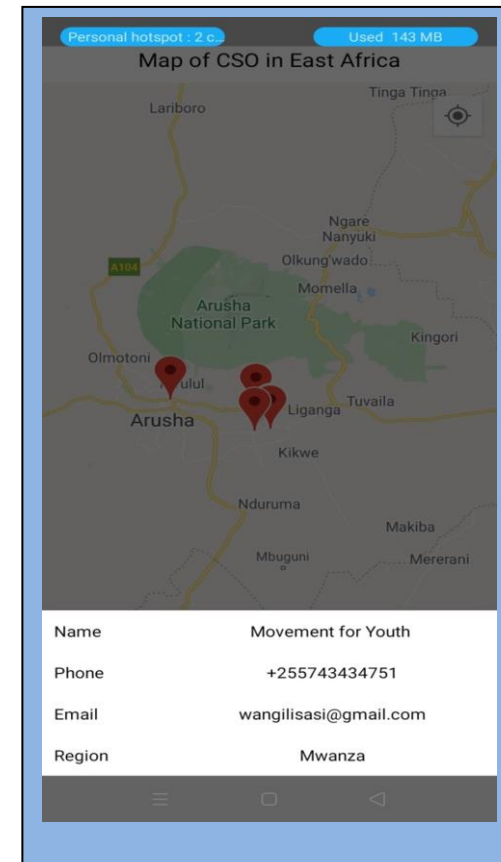 Personal hotspot : 2 c... Used 143 MB
Map of CSO in East Africa
Tinga Tinga
Lariboro
Ngare
Nanyuki
Olkung'wado
A104
Momella
Arusha
National Park
Kingori
Olmotoni
ulul
Tuvaila
Liganga
Arusha
Kikwe
Nduruma
Makiba
Mbuguni
Mererani
Name Movement for Youth
Phone +255743434751
Email wangilisasi@gmail.com
Region Mwanza